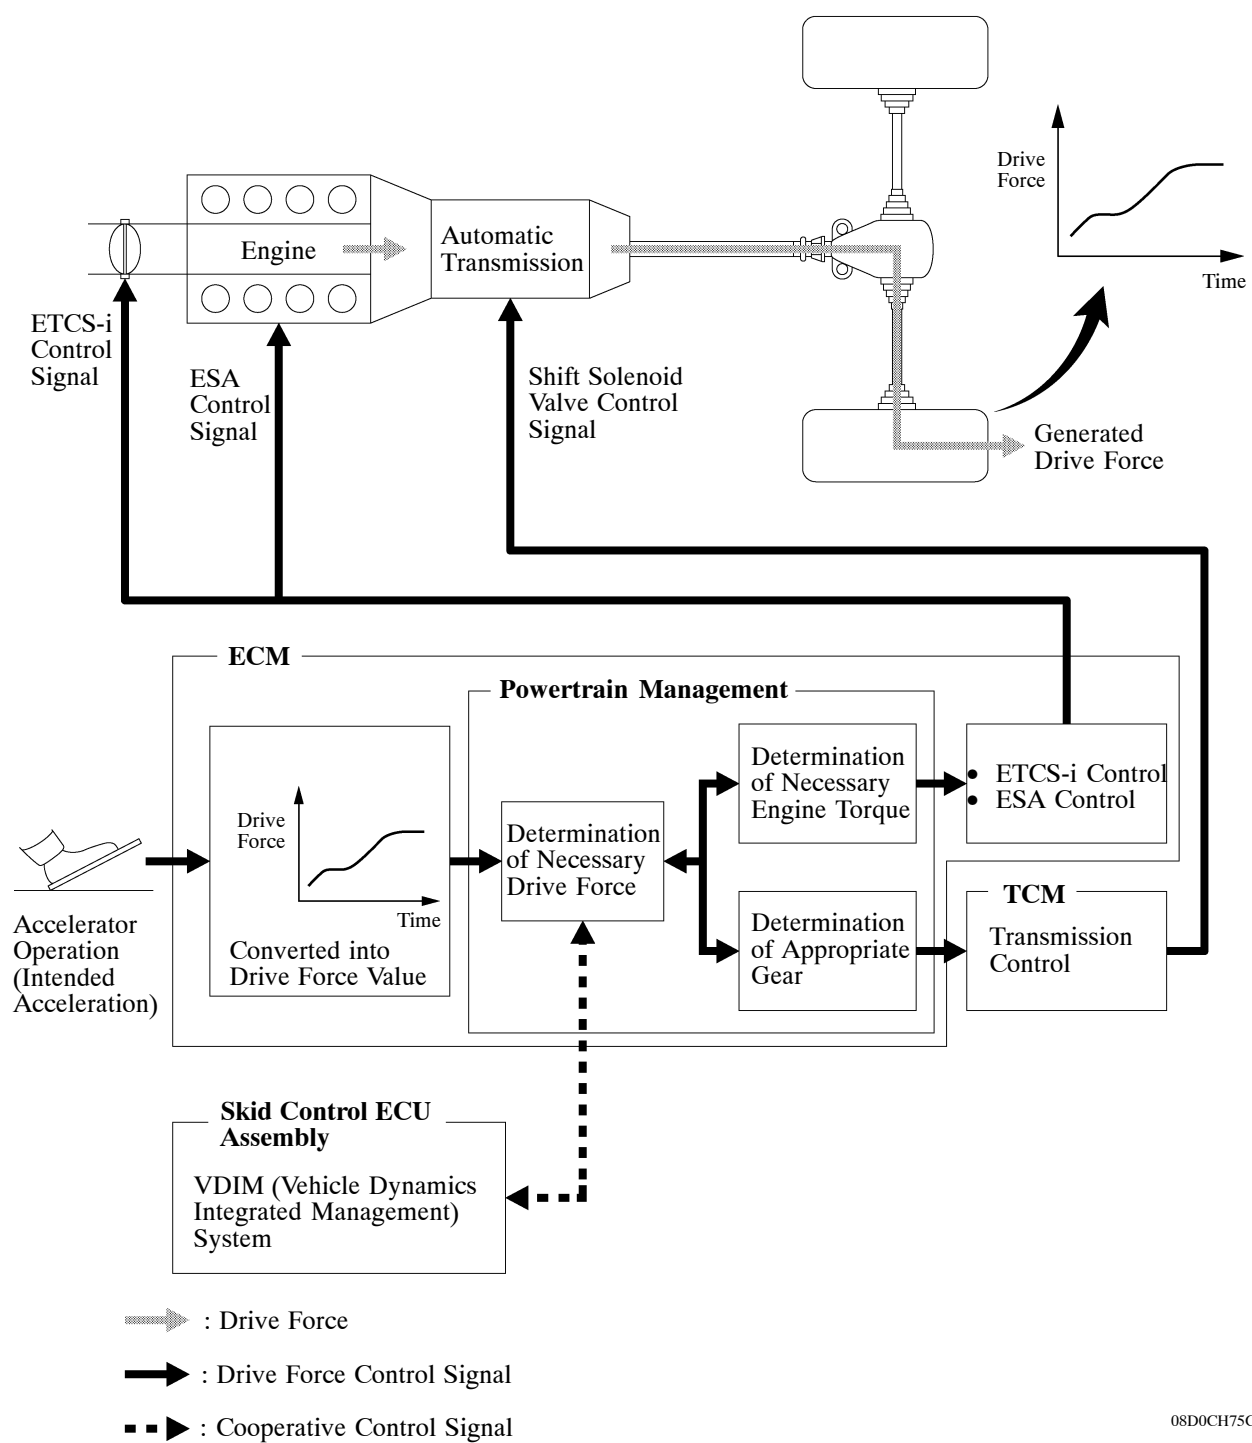 Drive
Force
Time
Engine
Automatic
Transmission
ETCS-i
Control
Signal
ESA
Control
Signal
Shift Solenoid
Valve Control
Signal
Generated
Drive Force
ECM
Powertrain Management
Drive
Force
Time
Converted into
Drive Force Value
Determination
of Necessary
Drive Force
Determination
of Necessary
Engine Torque
• ETCS-i Control
• ESA Control
Determination
of Appropriate
Gear
TCM
Transmission
Control
Accelerator
Operation
(Intended
Acceleration)
Skid Control ECU
Assembly
VDIM (Vehicle Dynamics
Integrated Management)
System
: Drive Force
: Drive Force Control Signal
: Cooperative Control Signal
08D0CH75C